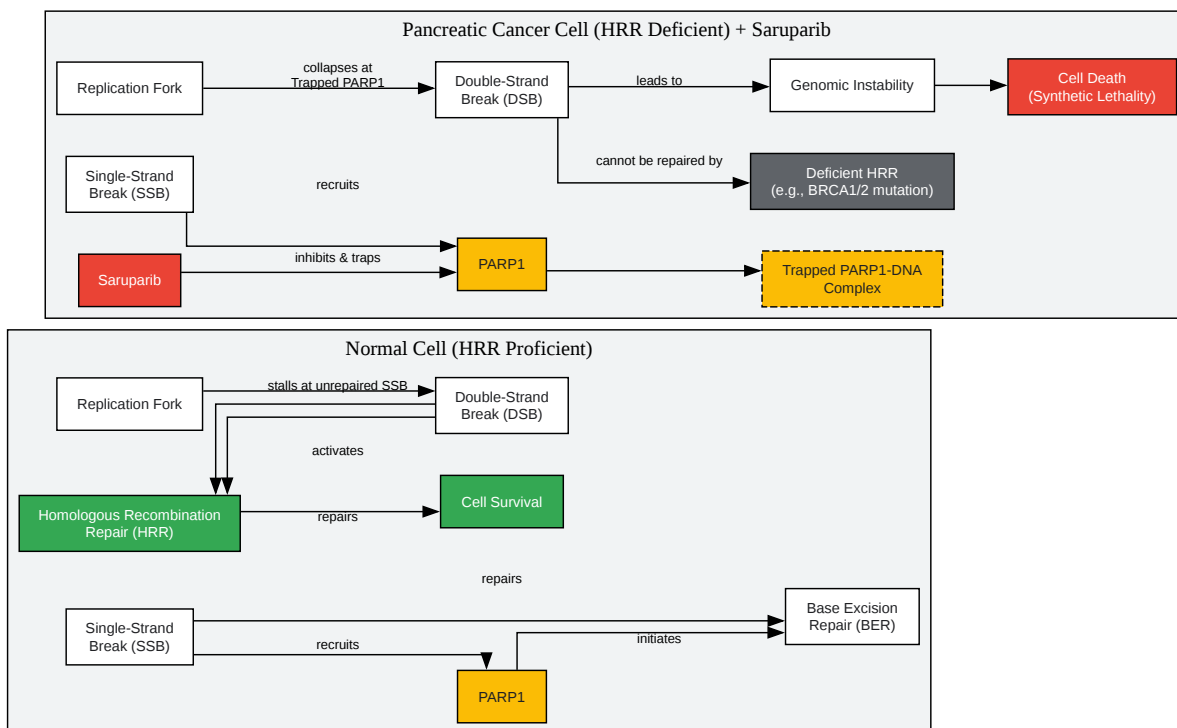 Pancreatic Cancer Cell (HRR Deficient) + Saruparib
Replication Fork
collapses at
Trapped PARP1
Double-Strand
Break (DSB)
leads to
Genomic Instability
Cell Death
(Synthetic Lethality)
Single-Strand
Break (SSB)
recruits
cannot be repaired by
Deficient HRR
(e.g., BRCA1/2 mutation)
Saruparib
inhibits & traps
PARP1
Trapped PARP1-DNA
Complex
Normal Cell (HRR Proficient)
Replication Fork
stalls at unrepaired SSB
Double-Strand
Break (DSB)
activates
Homologous Recombination
Repair (HRR)
repairs
Cell Survival
repairs
Single-Strand
Break (SSB)
recruits
PARP1
initiates
Base Excision
Repair (BER)